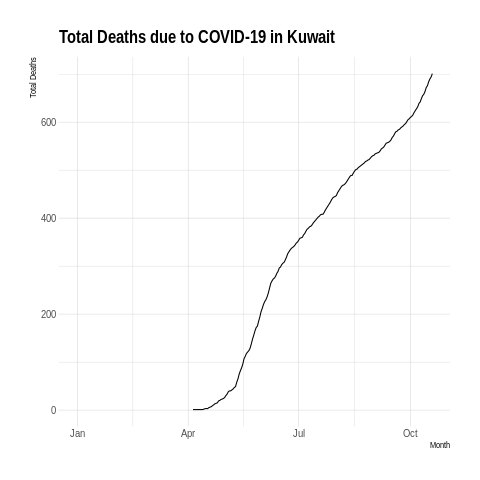 Total Deaths due to COVID-19 in Kuwait
Total Deaths
600
400
200
0
Jan Apr Jul Oct
Month